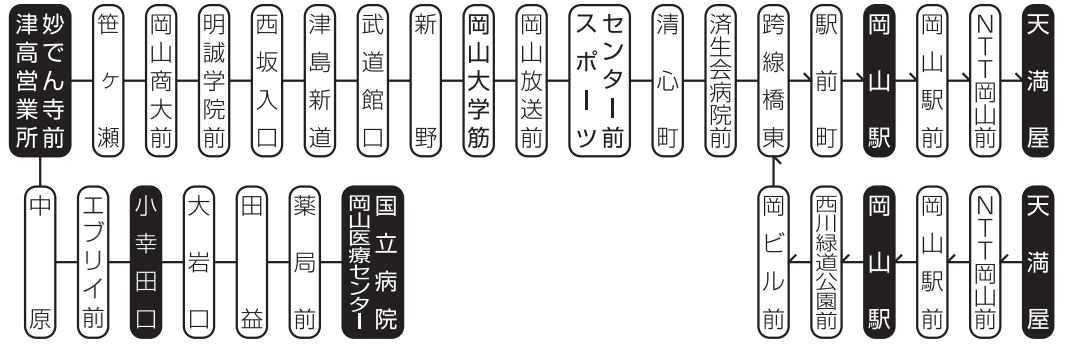 妙でん寺前
津高営業所
笹ヶ瀬
岡山商大前
明誠学院前
西坂入口
津島新道
武道館口
新野
岡山大学筋
岡山放送前
スポーツ
センター前
清心町
済生会病院前
跨線橋東
駅前町
岡山駅
岡山駅前
NTT岡山前
天満屋
中原
エブリイ前
小幸田口
大岩口
田益
薬局前
国立病院
岡山医療センター
岡ビル前
西川緑道公園前
岡山駅
岡山駅前
NTT岡山前
天満屋